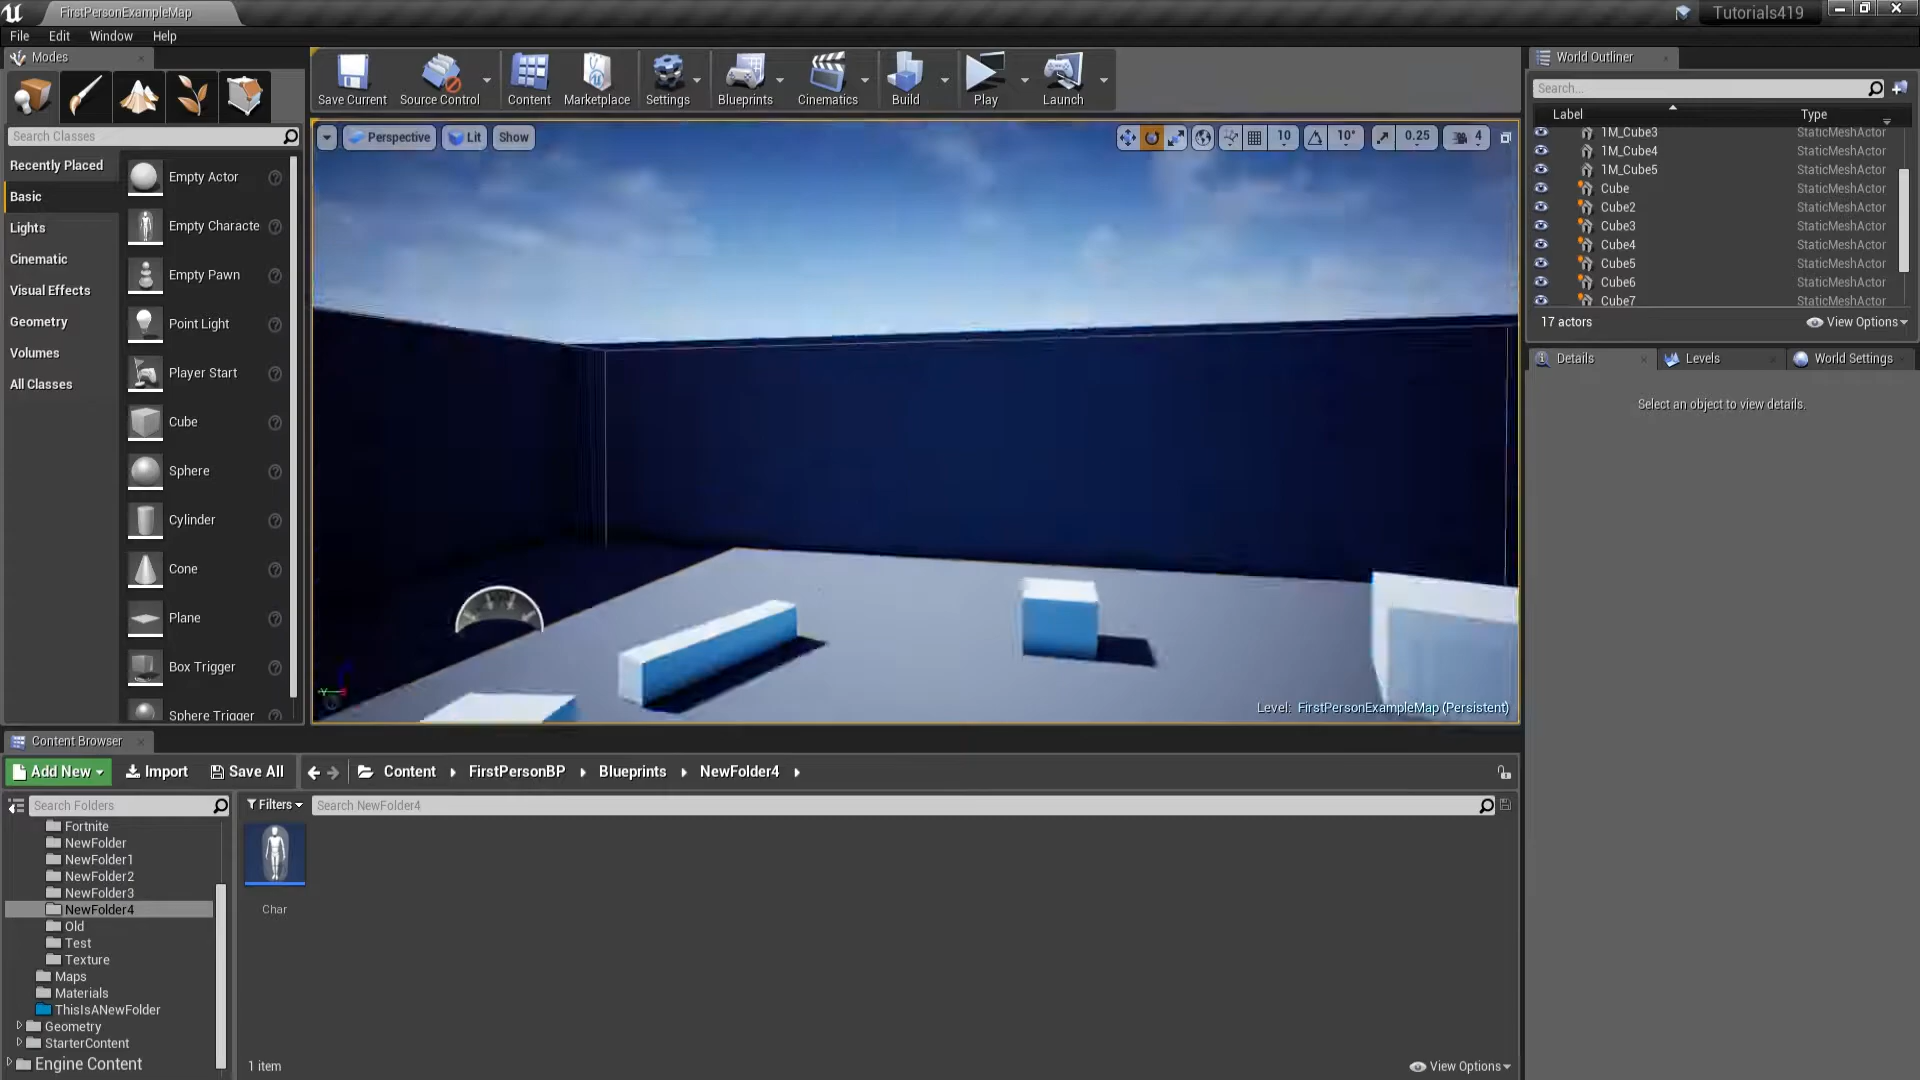 FirstPersonExampleMap
Tutorials419
File Edit Window Help
Modes
Search Classes
Recently Placed
Basic
Lights
Cinematic
Visual Effects
Geometry
Volumes
All Classes
Empty Actor
Empty Characte
Empty Pawn
Point Light
Player Start
Cube
Sphere
Cylinder
Cone
Plane
Box Trigger
Sphere Trigger
Save Current
Source Control
Content
Marketplace
Settings
Blueprints
Cinematics
Build
Play
Launch
Perspective
Lit
Show
10
10°
0.25
4
Level: FirstPersonExampleMap (Persistent)
World Outliner
Search...
Label Type
1M_Cube3 StaticMeshActor
1M_Cube4 StaticMeshActor
1M_Cube5 StaticMeshActor
Cube StaticMeshActor
Cube2 StaticMeshActor
Cube3 StaticMeshActor
Cube4 StaticMeshActor
Cube5 StaticMeshActor
Cube6 StaticMeshActor
Cube7 StaticMeshActor
17 actors
View Options
Details
Levels
World Settings
Select an object to view details.
Content Browser
Add New
Import
Save All
Content FirstPersonBP Blueprints NewFolder4
Search Folders
Filters
Search NewFolder4
Fortnite
NewFolder
NewFolder1
NewFolder2
NewFolder3
NewFolder4
Old
Test
Texture
Maps
Materials
ThisIsANewFolder
Geometry
StarterContent
Engine Content
Char
1 item
View Options